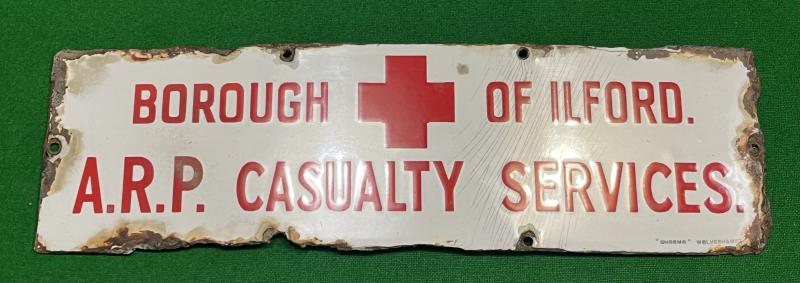 BOROUGH OF ILFORD.
A.R.P. CASUALTY SERVICES.